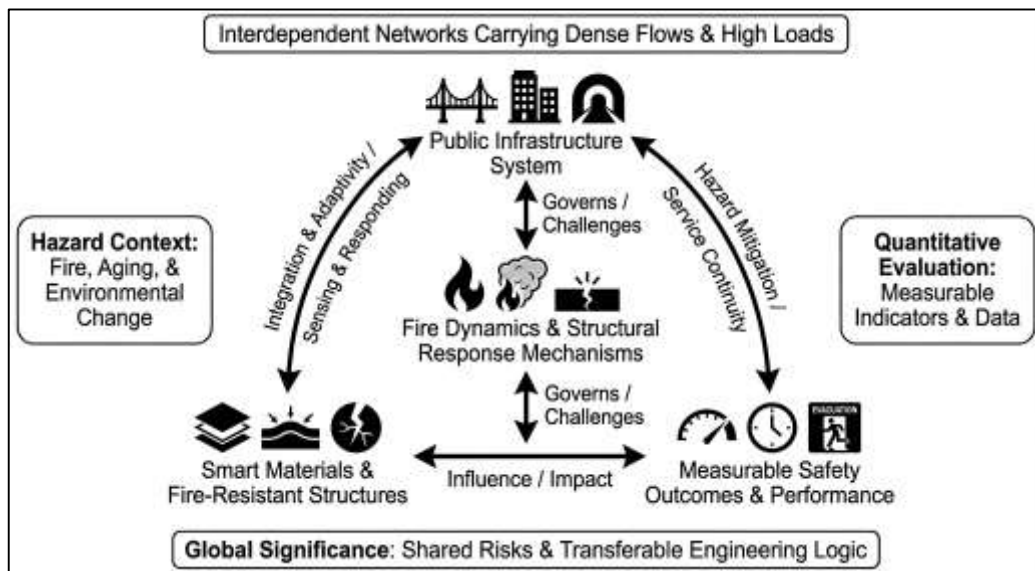 Interdependent Networks Carrying Dense Flows & High Loads
Public Infrastructure
System
Integration & Adaptivity /
Sensing & Responding
Governs /
Challenges
Hazard Mitigation /
Service Continuity
Hazard Context:
Fire, Aging, &
Environmental
Change
Quantitative
Evaluation:
Measurable
Indicators & Data
Fire Dynamics & Structural
Response Mechanisms
Governs /
Challenges
EVACUATION
Smart Materials &
Fire-Resistant Structures
Influence / Impact
Measurable Safety
Outcomes & Performance
Global Significance: Shared Risks & Transferable Engineering Logic